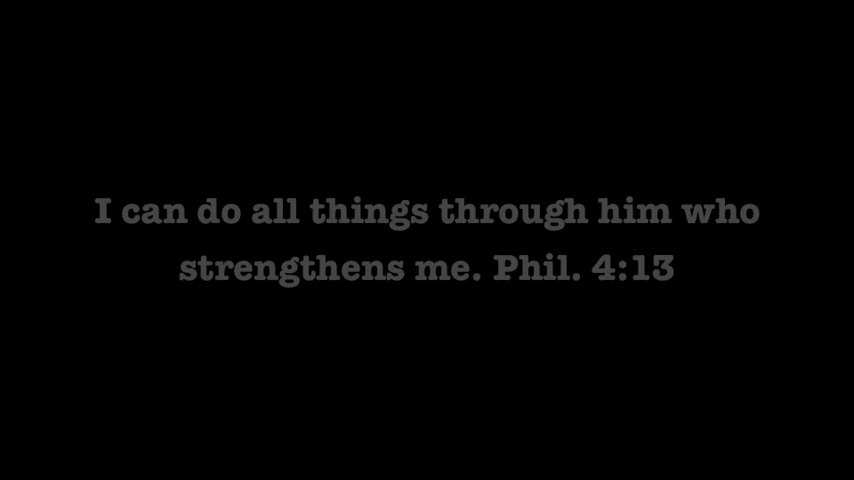 I can do all things through him who
strengthens me. Phil. 4:13